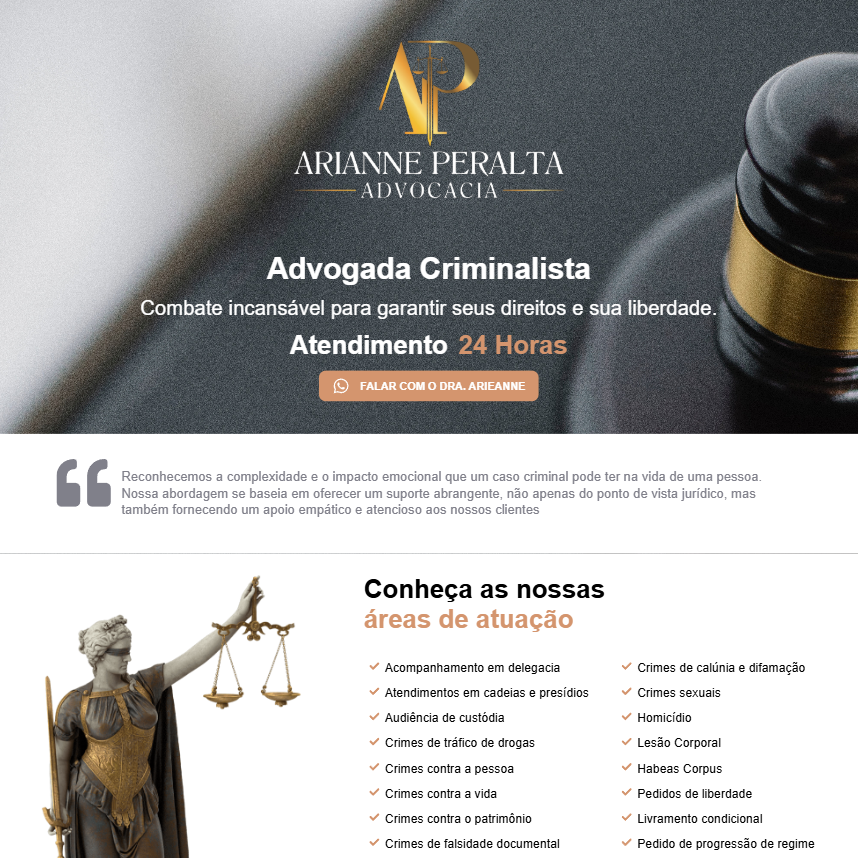 AP
ARIANNE PERALTA
ADVOCACIA
Advogada Criminalista
Combate incansável para garantir seus direitos e sua liberdade.
Atendimento 24 Horas
FALAR COM O DRA. ARIEANNE
Reconhecemos a complexidade e o impacto emocional que um caso criminal pode ter na vida de uma pessoa.
Nossa abordagem se baseia em oferecer um suporte abrangente, não apenas do ponto de vista jurídico, mas
também fornecendo um apoio empático e atencioso aos nossos clientes
Conheça as nossas
áreas de atuação
Acompanhamento em delegacia
Atendimentos em cadeias e presídios
Audiência de custódia
Crimes de tráfico de drogas
Crimes contra a pessoa
Crimes contra a vida
Crimes contra o patrimônio
Crimes de falsidade documental
Crimes de calúnia e difamação
Crimes sexuais
Homicídio
Lesão Corporal
Habeas Corpus
Pedidos de liberdade
Livramento condicional
Pedido de progressão de regime